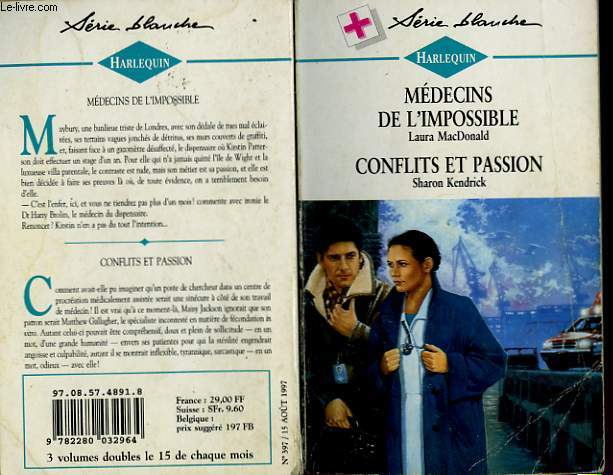 Le-livre.com
Série blanche
HARLEQUIN
MÉDECINS DE L'IMPOSSIBLE
Maybury, une banlieue triste de Londres, avec son dédale de rues mal éclai-
rées, ses terrains vagues jonchés de détritus, ses murs couverts de graffiti,
et, faisant face à un gazomètre désaffecté, le dispensaire où Kirstin Patter-
son doit effectuer un stage d'un an. Pour elle qui n'a jamais quitté l'île de Wight et la
luxueuse villa parentale, le contraste est rude, mais son métier est sa passion, et elle est
bien décidée à faire ses preuves là où, de toute évidence, on a terriblement besoin
d'elle.
— C'est l'enfer, ici, et vous ne tiendrez pas plus d'un mois ! commente avec ironie le
Dr Harry Brolin, le médecin du dispensaire.
Renoncer ? Kirstin n'en a pas du tout l'intention...
CONFLITS ET PASSION
Comment avait-elle pu imaginer qu'un poste de chercheur dans un centre de
procréation médicalement assistée serait une sinécure à côté de son travail
de médecin ! Il est vrai qu'à ce moment-là, Maisy Jackson ignorait que son
patron serait Matthew Gallagher, le spécialiste incontesté en matière de fécondation in
vitro. Autant celui-ci pouvait être compréhensif, doux et plein de sollicitude — en un
mot, d'une grande humanité — envers ses patientes pour qui la stérilité engendrait
angoisse et culpabilité, autant il se montrait inflexible, tyrannique, sarcastique — en un
mot, odieux — avec elle !
97.08.57.4891.8
9 782280 032964
France : 29,00 FF
Suisse : SFr. 9.60
Belgique :
prix suggéré 197 FB
3 volumes doubles le 15 de chaque mois
N° 397 / 15 AOÛT 1997
Série blanche
HARLEQUIN
MÉDECINS
DE L'IMPOSSIBLE
Laura MacDonald
CONFLITS ET PASSION
Sharon Kendrick